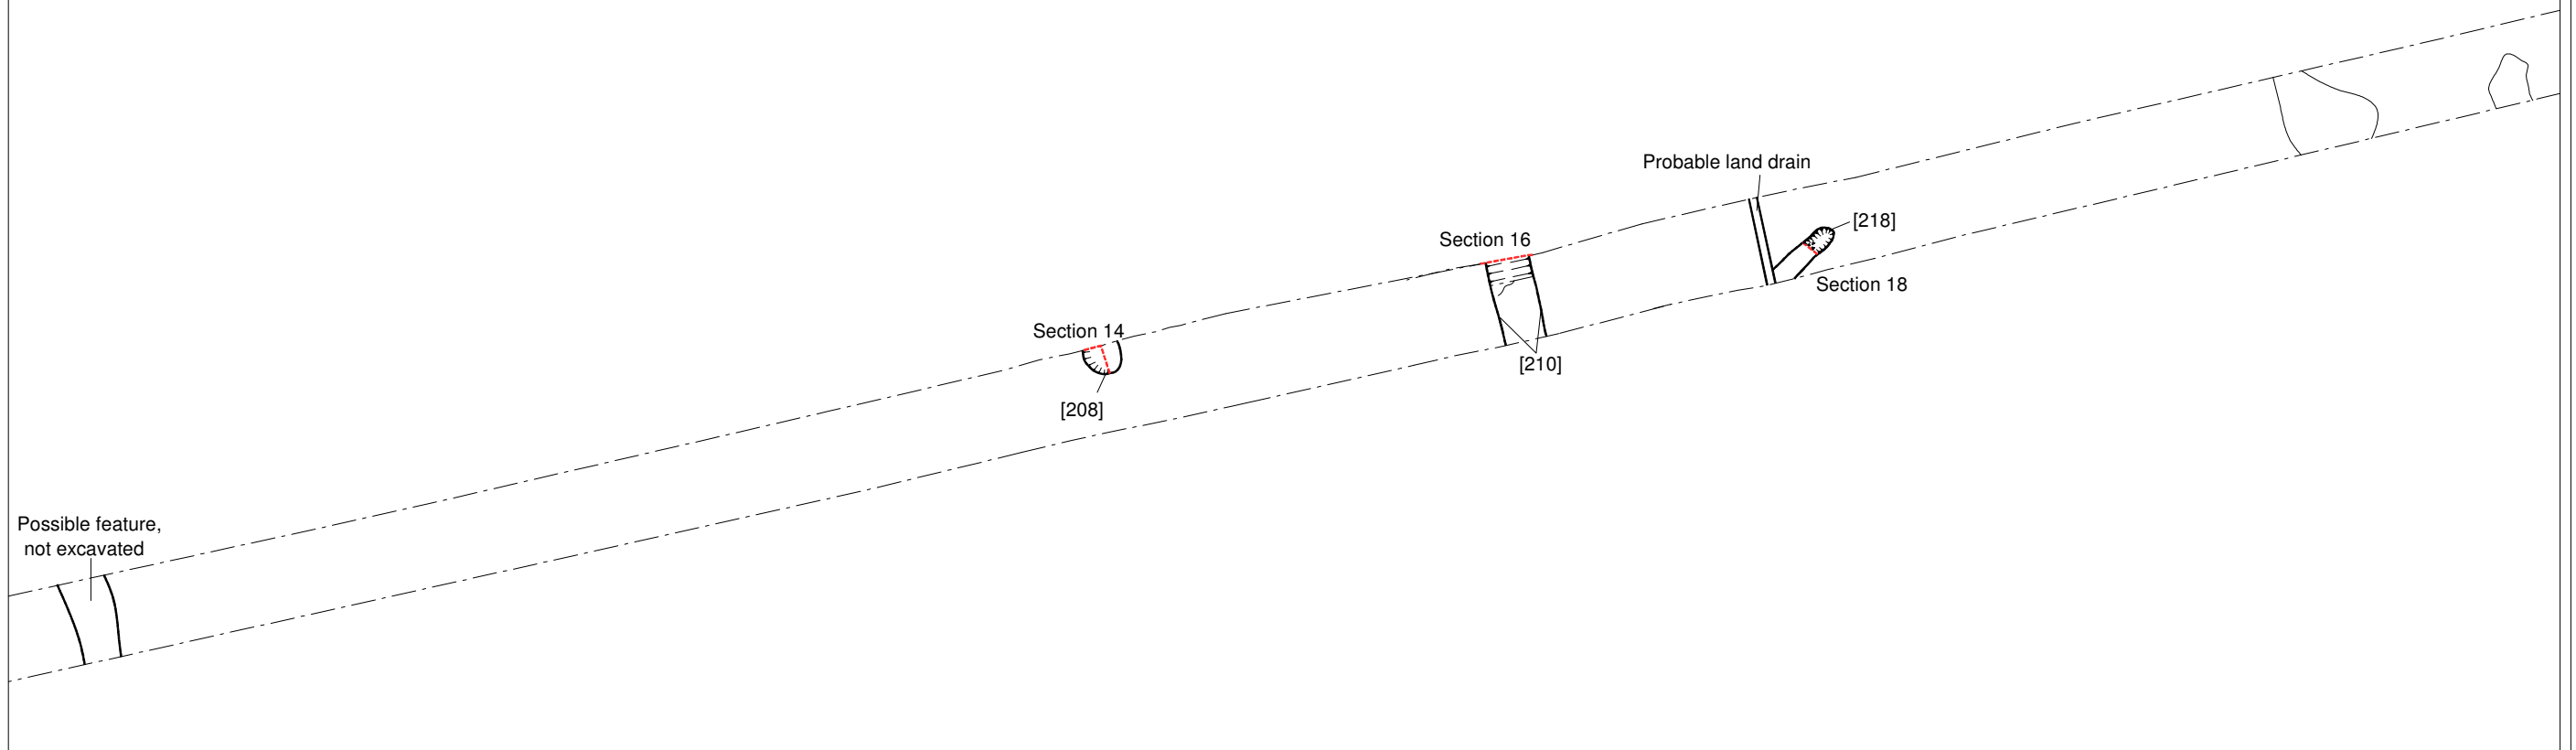 Probable land drain
[218]
Section 16
Section 18
Section 14
[210]
[208]
Possible feature,
not excavated